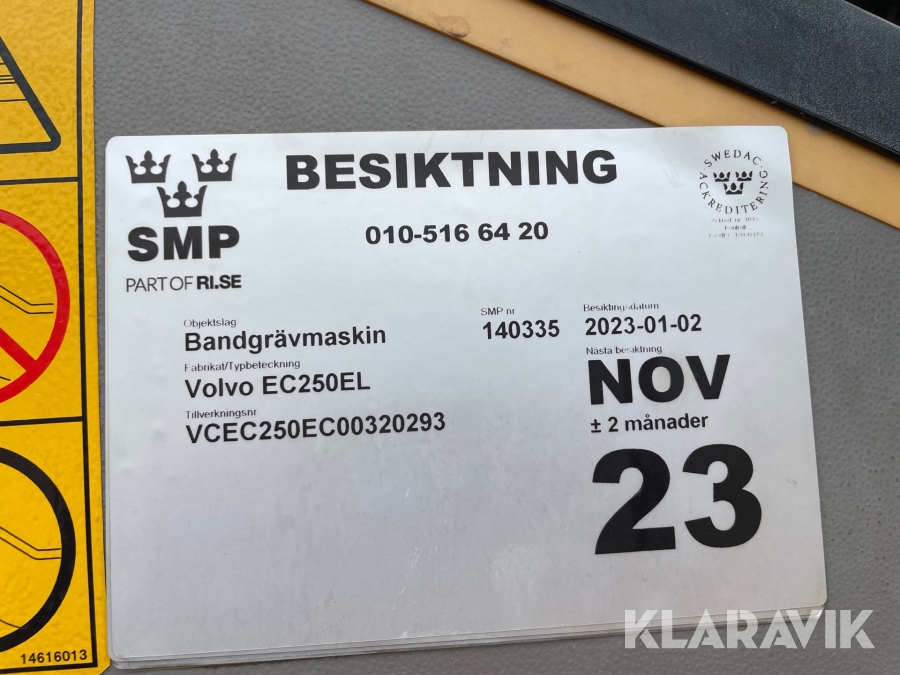 BESIKTNING
SMP
PART OF RI.SE
010-516 64 20
SWEDAC ACKREDITERING
Objektslag
Bandgrävmaskin
SMP nr
140335
Besiktningsdatum
2023-01-02
Fabrikat/Typbeteckning
Volvo EC250EL
Nästa besiktning
NOV
± 2 månader
23
Tillverkningsnr
VCEC250EC00320293
14616013
KLARAVIK